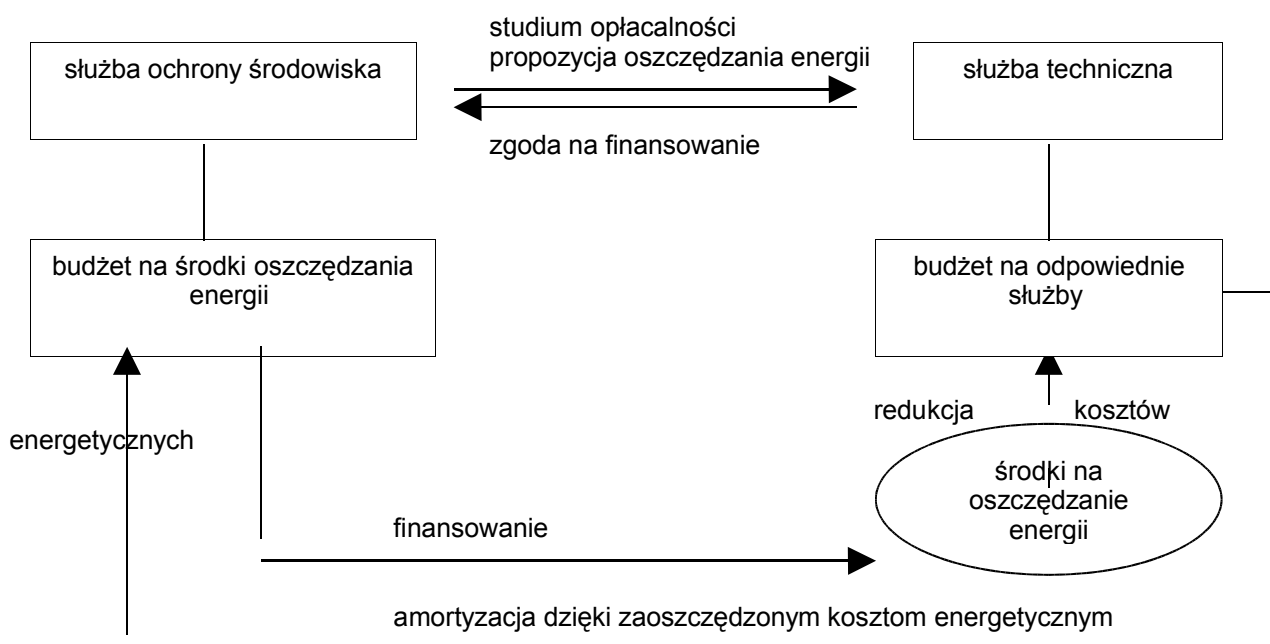 studium opłacalności
propozycja oszczędzania energii
służba ochrony środowiska
służba techniczna
zgoda na finansowanie
budżet na środki oszczędzania
energii
budżet na odpowiednie
służby
redukcja kosztów
energetycznych
środki na
oszczędzanie
energii
finansowanie
amortyzacja dzięki zaoszczędzonym kosztom energetycznym